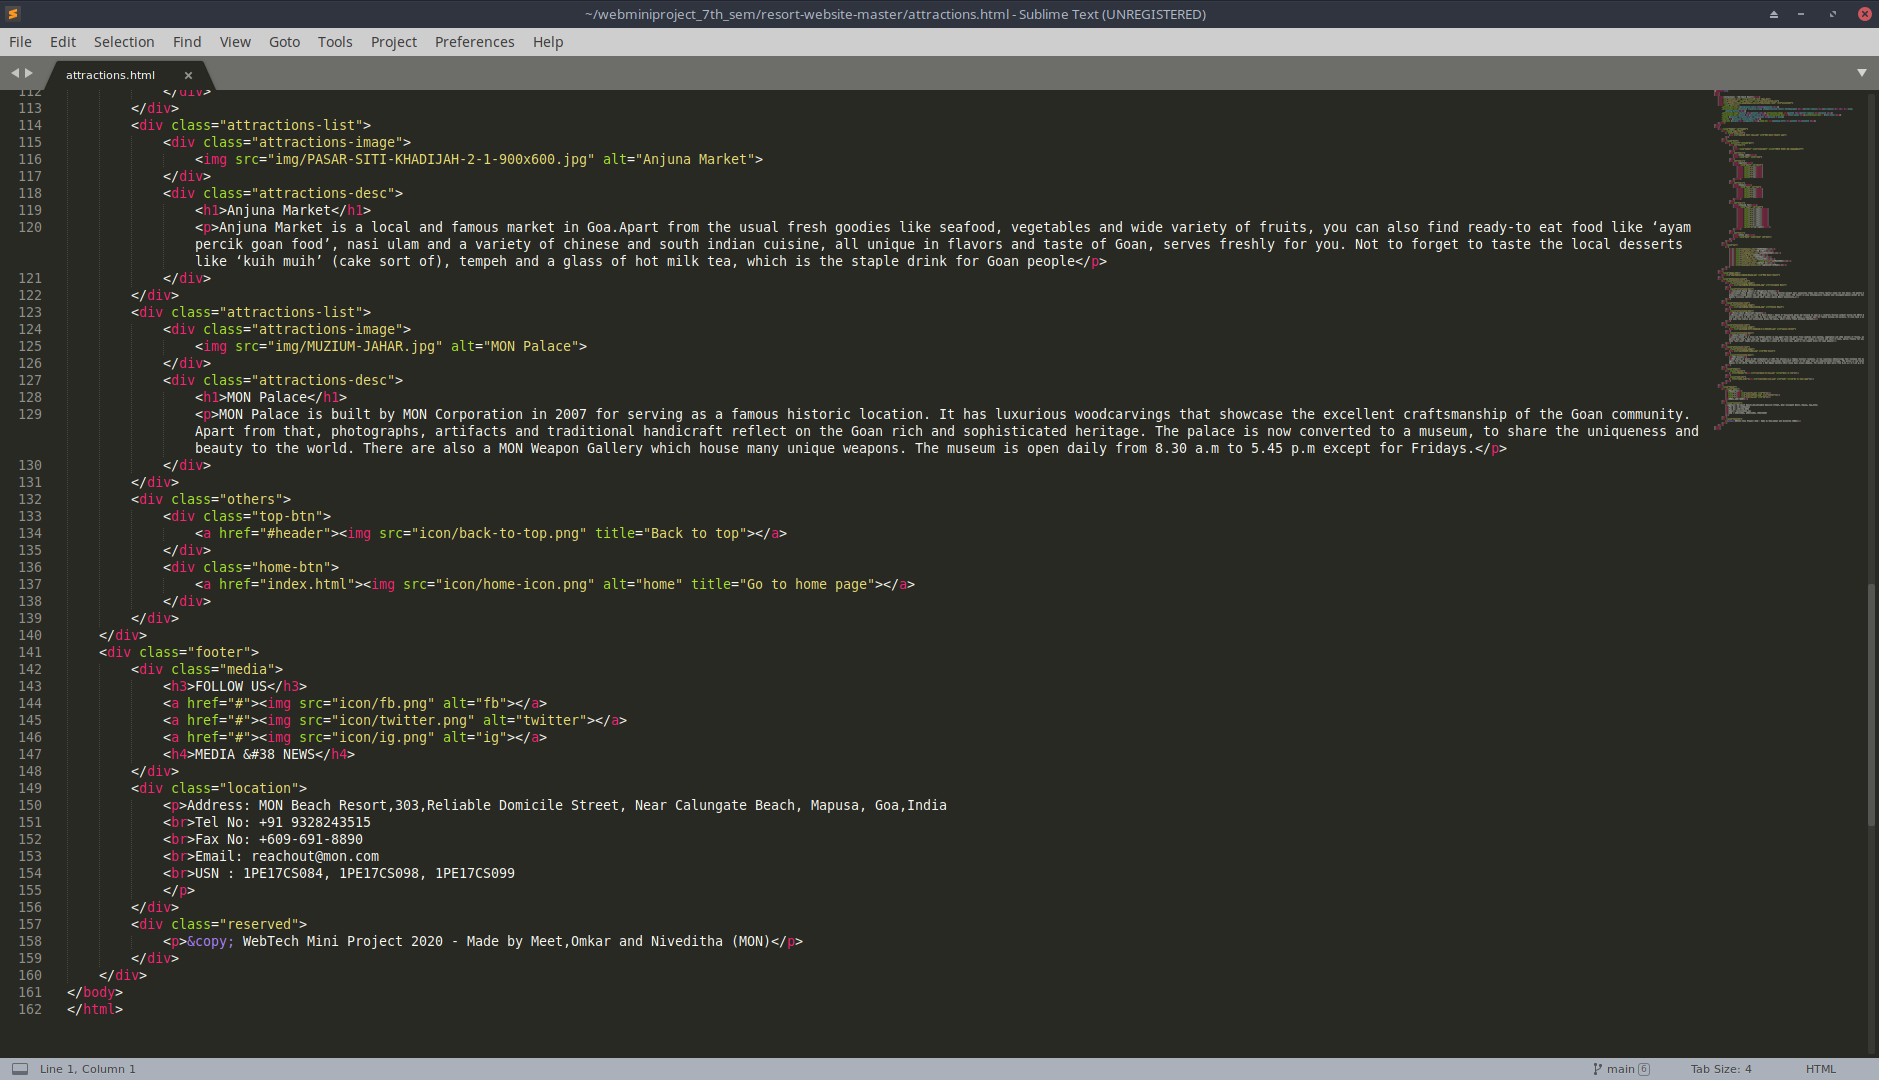 ~/webminiproject_7th_sem/resort-website-master/attractions.html - Sublime Text (UNREGISTERED)
File Edit Selection Find View Goto Tools Project Preferences Help
attractions.html
112 </div>
113 </div>
114 <div class="attractions-list">
115 <div class="attractions-image">
116 <img src="img/PASAR-SITI-KHADIJAH-2-1-900x600.jpg" alt="Anjuna Market">
117 </div>
118 <div class="attractions-desc">
119 <h1>Anjuna Market</h1>
120 <p>Anjuna Market is a local and famous market in Goa.Apart from the usual fresh goodies like seafood, vegetables and wide variety of fruits, you can also find ready-to eat food like ‘ayam
percik goan food’, nasi ulam and a variety of chinese and south indian cuisine, all unique in flavors and taste of Goan, serves freshly for you. Not to forget to taste the local desserts
like ‘kuih muih’ (cake sort of), tempeh and a glass of hot milk tea, which is the staple drink for Goan people</p>
121 </div>
122 </div>
123 <div class="attractions-list">
124 <div class="attractions-image">
125 <img src="img/MUZIUM-JAHAR.jpg" alt="MON Palace">
126 </div>
127 <div class="attractions-desc">
128 <h1>MON Palace</h1>
129 <p>MON Palace is built by MON Corporation in 2007 for serving as a famous historic location. It has luxurious woodcarvings that showcase the excellent craftsmanship of the Goan community.
Apart from that, photographs, artifacts and traditional handicraft reflect on the Goan rich and sophisticated heritage. The palace is now converted to a museum, to share the uniqueness and
beauty to the world. There are also a MON Weapon Gallery which house many unique weapons. The museum is open daily from 8.30 a.m to 5.45 p.m except for Fridays.</p>
130 </div>
131 </div>
132 <div class="others">
133 <div class="top-btn">
134 <a href="#header"><img src="icon/back-to-top.png" title="Back to top"></a>
135 </div>
136 <div class="home-btn">
137 <a href="index.html"><img src="icon/home-icon.png" alt="home" title="Go to home page"></a>
138 </div>
139 </div>
140 </div>
141 <div class="footer">
142 <div class="media">
143 <h3>FOLLOW US</h3>
144 <a href="#"><img src="icon/fb.png" alt="fb"></a>
145 <a href="#"><img src="icon/twitter.png" alt="twitter"></a>
146 <a href="#"><img src="icon/ig.png" alt="ig"></a>
147 <h4>MEDIA &#38 NEWS</h4>
148 </div>
149 <div class="location">
150 <p>Address: MON Beach Resort,303,Reliable Domicile Street, Near Calungate Beach, Mapusa, Goa,India
151 <br>Tel No: +91 9328243515
152 <br>Fax No: +609-691-8890
153 <br>Email: reachout@mon.com
154 <br>USN : 1PE17CS084, 1PE17CS098, 1PE17CS099
155 </p>
156 </div>
157 <div class="reserved">
158 <p>&copy; WebTech Mini Project 2020 - Made by Meet,Omkar and Niveditha (MON)</p>
159 </div>
160 </div>
161 </body>
162 </html>
Line 1, Column 1 main 6 Tab Size: 4 HTML